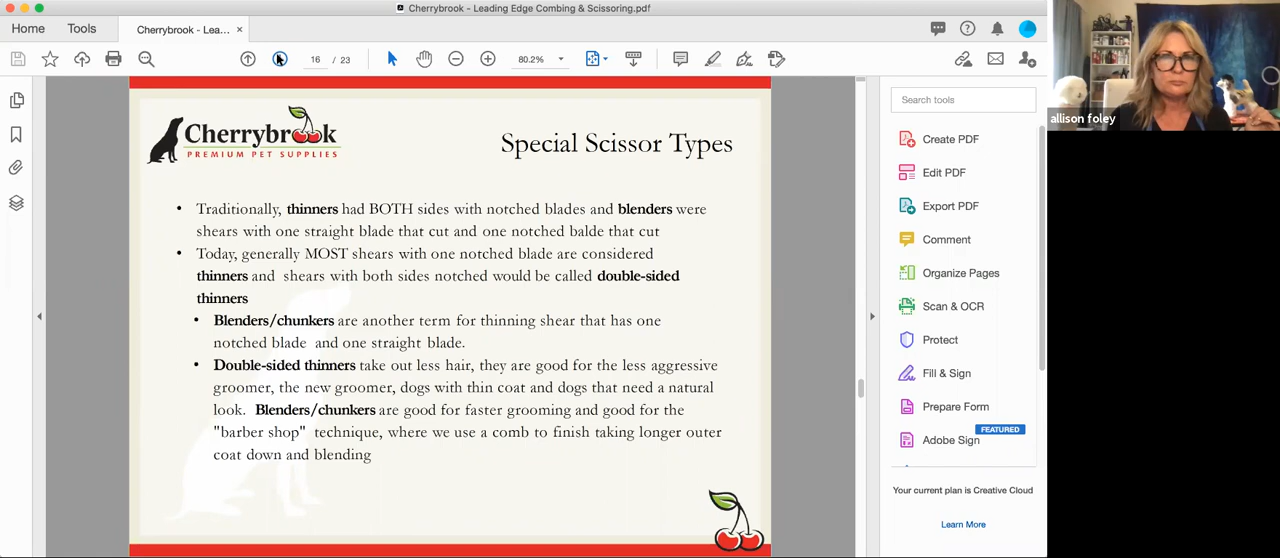 Cherrybrook - Leading Edge Combing & Scissoring.pdf
Home
Tools
Cherrybrook - Lea...
16 / 23
80.2%
allison foley
Cherrybrook
PREMIUM PET SUPPLIES
Special Scissor Types
• Traditionally, thinners had BOTH sides with notched blades and blenders were
shears with one straight blade that cut and one notched balde that cut
• Today, generally MOST shears with one notched blade are considered
thinners and shears with both sides notched would be called double-sided
thinners
• Blenders/chunkers are another term for thinning shear that has one
notched blade and one straight blade.
• Double-sided thinners take out less hair, they are good for the less aggressive
groomer, the new groomer, dogs with thin coat and dogs that need a natural
look. Blenders/chunkers are good for faster grooming and good for the
"barber shop" technique, where we use a comb to finish taking longer outer
coat down and blending
Search tools
Create PDF
Edit PDF
Export PDF
Comment
Organize Pages
Scan & OCR
Protect
Fill & Sign
Prepare Form
FEATURED
Adobe Sign
Your current plan is Creative Cloud
Learn More